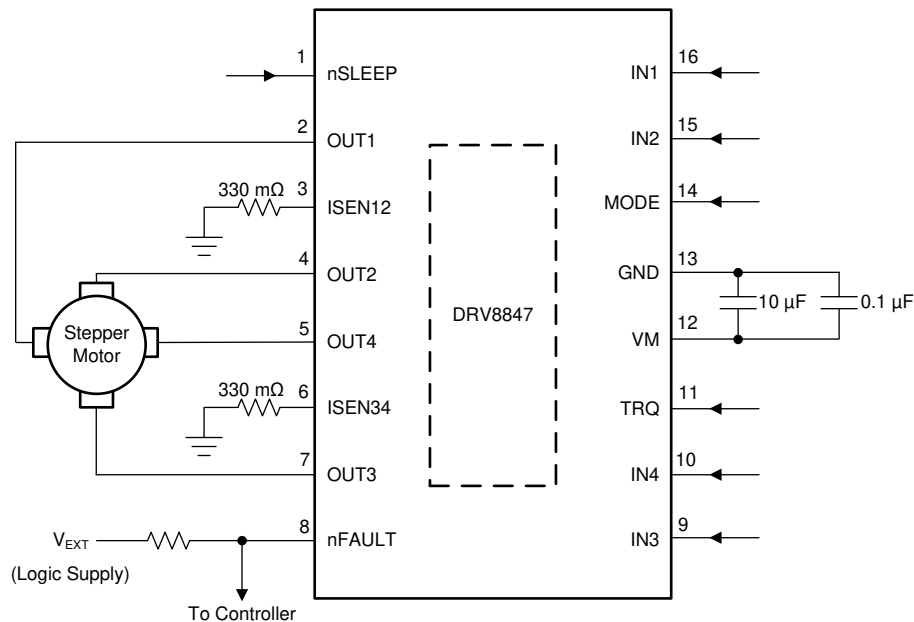 1
nSLEEP
2
OUT1
330 mΩ
3
ISEN12
4
OUT2
Stepper
Motor
5
OUT4
330 mΩ
6
ISEN34
7
OUT3
V_EXT
(Logic Supply)
8
nFAULT
To Controller
DRV8847
16
IN1
15
IN2
14
MODE
13
GND
10 µF
0.1 µF
12
VM
11
TRQ
10
IN4
9
IN3